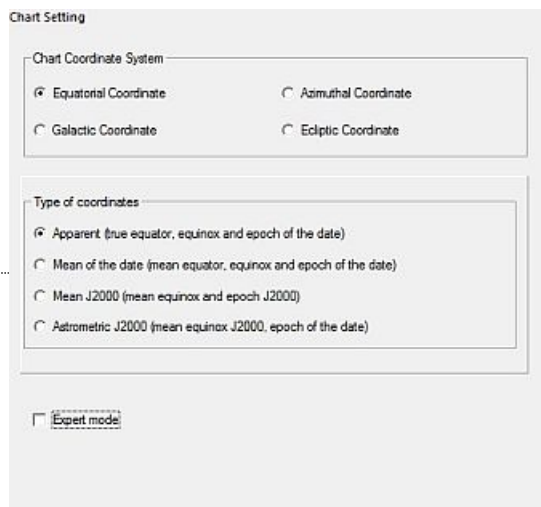 Chart Setting
Chart Coordinate System
Equatorial Coordinate Azimuthal Coordinate
Galactic Coordinate Ecliptic Coordinate
Type of coordinates
Apparent (true equator, equinox and epoch of the date)
Mean of the date (mean equator, equinox and epoch of the date)
Mean J2000 (mean equinox and epoch J2000)
Astrometric J2000 (mean equinox J2000, epoch of the date)
Expert mode